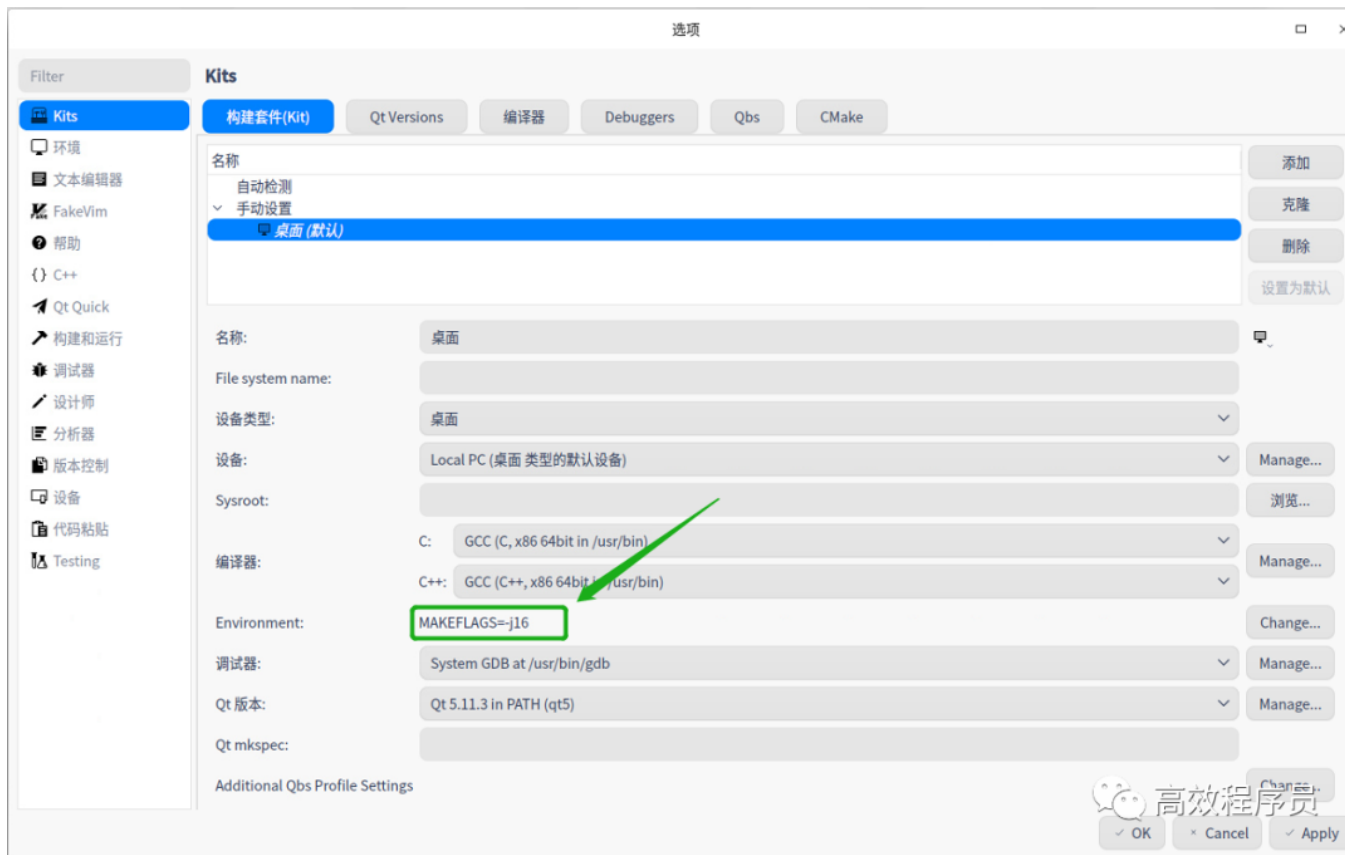 选项
Filter
Kits
Kits
环境
文本编辑器
FakeVim
帮助
C++
Qt Quick
构建和运行
调试器
设计师
分析器
版本控制
设备
代码粘贴
Testing
构建套件(Kit) Qt Versions 编译器 Debuggers Qbs CMake
名称
自动检测
手动设置
桌面 (默认)
添加
克隆
删除
设置为默认
名称: 桌面
File system name:
设备类型: 桌面
设备: Local PC (桌面 类型的默认设备) Manage...
Sysroot: 浏览...
编译器: Manage...
C: GCC (C, x86 64bit in /usr/bin)
C++: GCC (C++, x86 64bit in /usr/bin)
Environment: MAKEFLAGS=-j16 Change...
调试器: System GDB at /usr/bin/gdb Manage...
Qt 版本: Qt 5.11.3 in PATH (qt5) Manage...
Qt mkspec:
Additional Qbs Profile Settings Change...
高效程序员
OK Cancel Apply